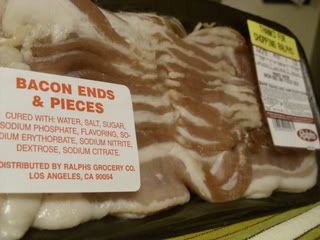 BACON ENDS
& PIECES
CURED WITH: WATER, SALT, SUGAR,
SODIUM PHOSPHATE, FLAVORING, SO-
DIUM ERYTHORBATE, SODIUM NITRITE,
DEXTROSE, SODIUM CITRATE.
DISTRIBUTED BY RALPHS GROCERY CO.
LOS ANGELES, CA 90054
THANKS FOR
SHOPPING RALPHS
Ralphs